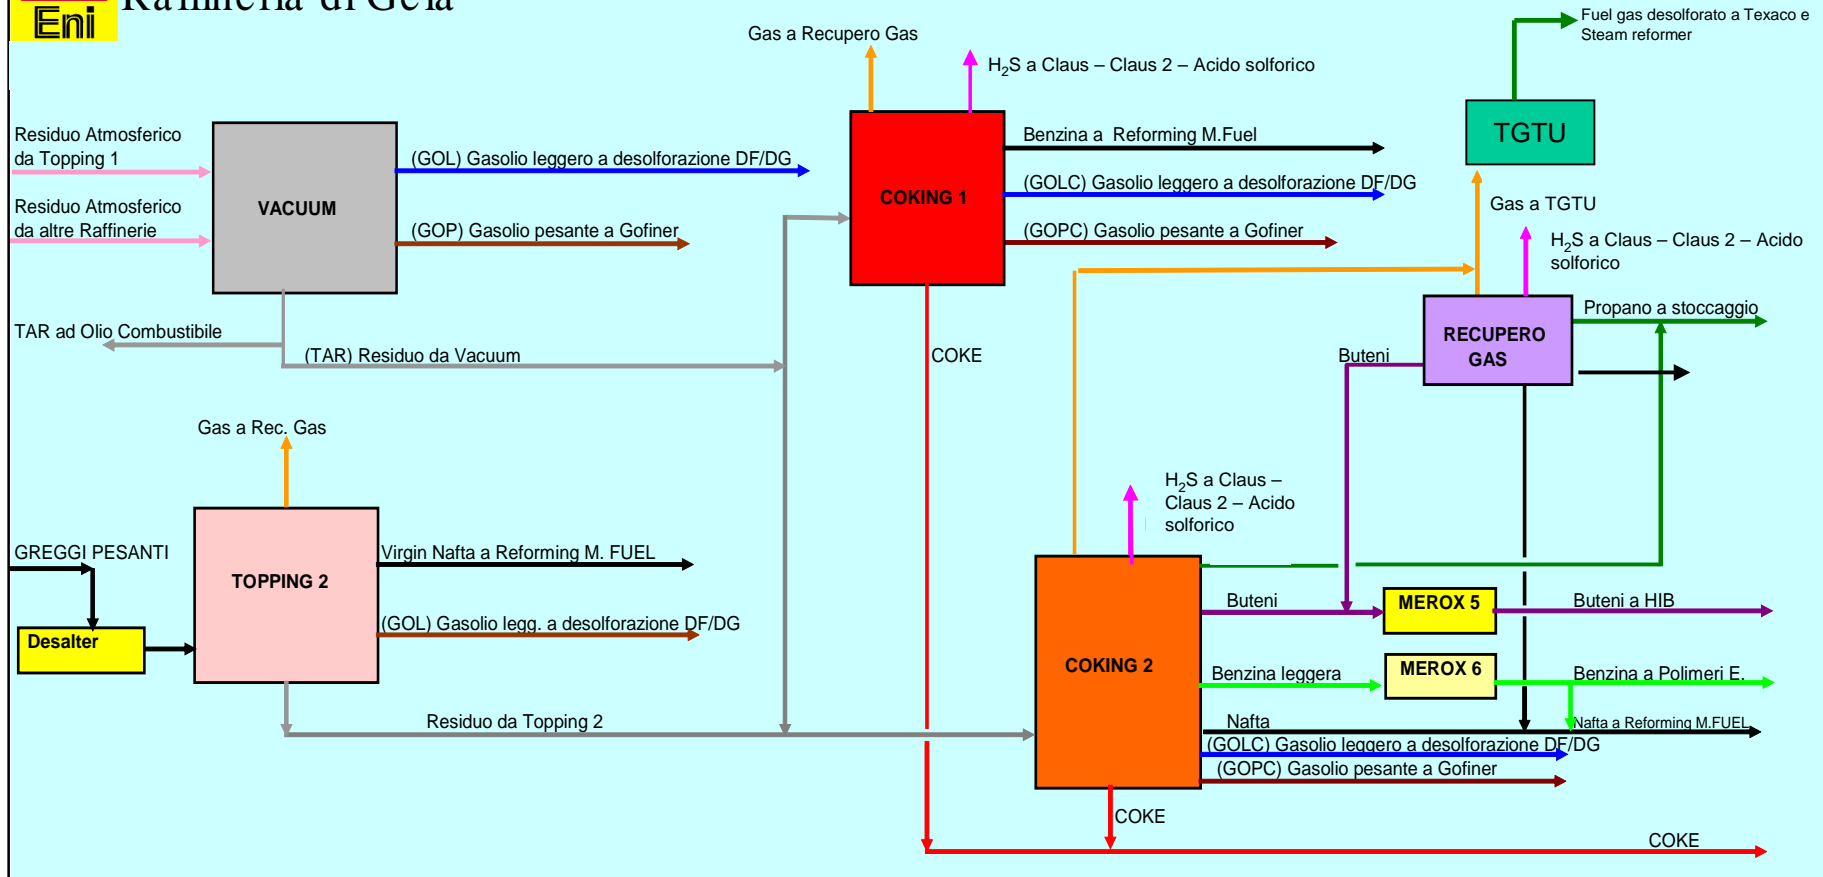 Raffineria di Gela
Eni
Fuel gas desolforato a Texaco e
Steam reformer
Gas a Recupero Gas
H₂S a Claus – Claus 2 – Acido solforico
Residuo Atmosferico
da Topping 1
(GOL) Gasolio leggero a desolforazione DF/DG
VACUUM
Residuo Atmosferico
da altre Raffinerie
(GOP) Gasolio pesante a Gofiner
COKING 1
Benzina a Reforming M.Fuel
(GOLC) Gasolio leggero a desolforazione DF/DG
(GOPC) Gasolio pesante a Gofiner
TGTU
Gas a TGTU
H₂S a Claus – Claus 2 – Acido
solforico
Propano a stoccaggio
RECUPERO
GAS
Buteni
TAR ad Olio Combustibile
(TAR) Residuo da Vacuum
COKE
Gas a Rec. Gas
H₂S a Claus –
Claus 2 – Acido
solforico
GREGGI PESANTI
Desalter
TOPPING 2
Virgin Nafta a Reforming M. FUEL
(GOL) Gasolio legg. a desolforazione DF/DG
Residuo da Topping 2
COKING 2
Buteni
MEROX 5
Buteni a HIB
Benzina leggera
MEROX 6
Benzina a Polimeri E.
Nafta
Nafta a Reforming M.FUEL
(GOLC) Gasolio leggero a desolforazione DF/DG
(GOPC) Gasolio pesante a Gofiner
COKE
COKE